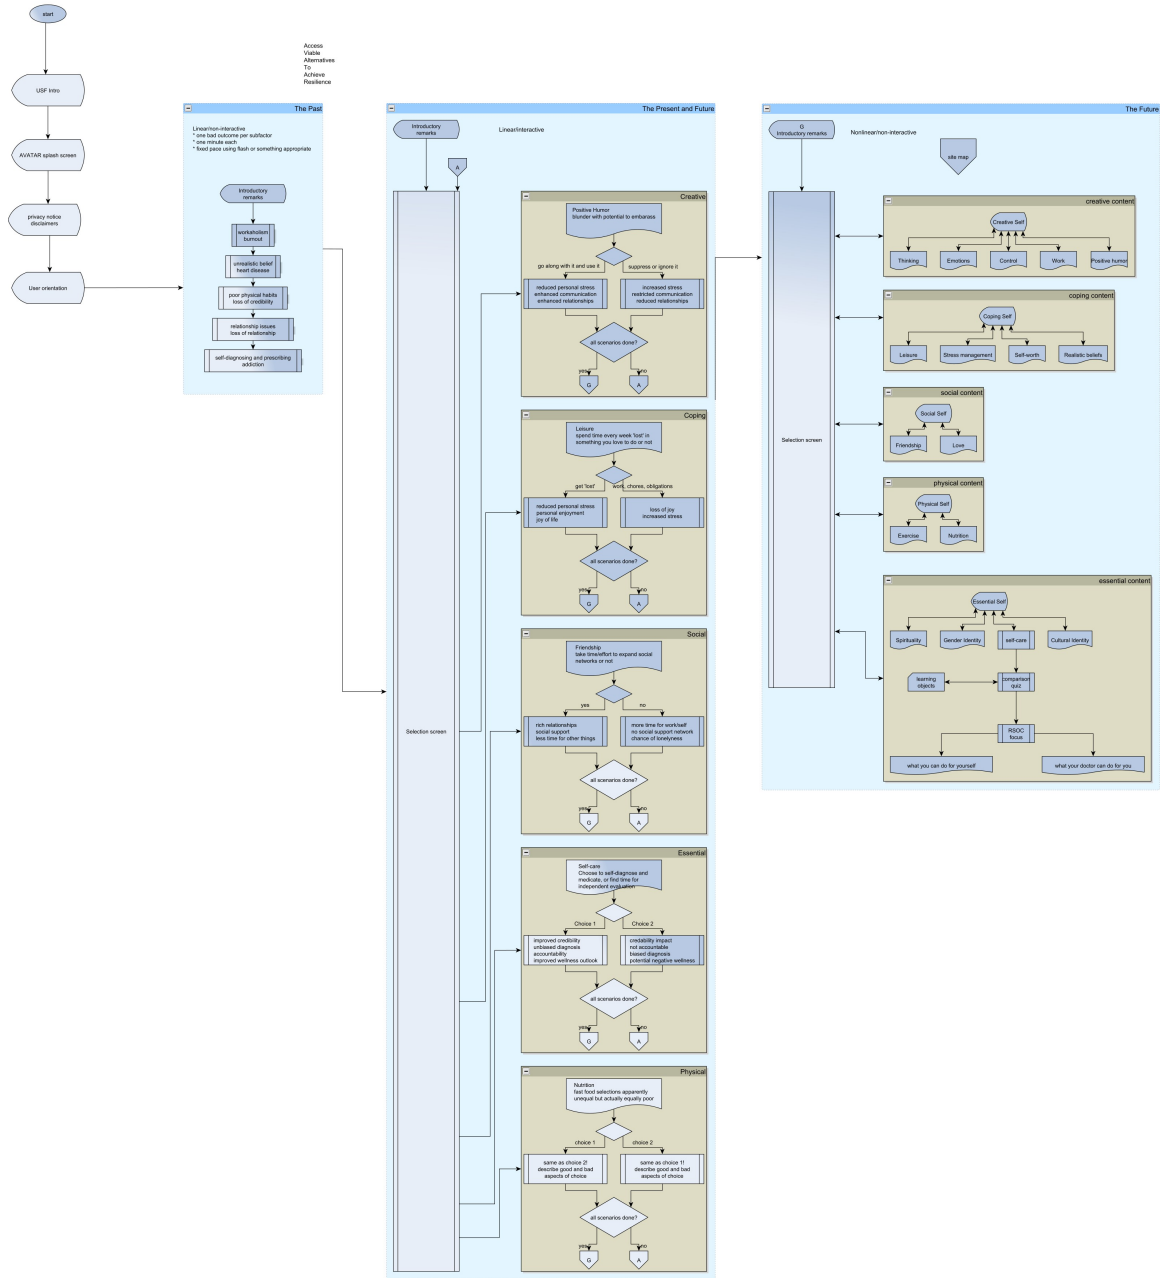 start
USF Intro
AVATAR splash screen
privacy notice
disclaimers
User orientation
Access
Viable
Alternatives
To
Achieve
Resilience
The Past
Linear/non-interactive
* one bad outcome per subfactor
* one minute each
* fixed pace using flash or something appropriate
Introductory
remarks
workaholism
burnout
unrealistic belief
heart disease
poor physical habits
loss of credibility
relationship issues
loss of relationship
self-diagnosing and prescribing
addiction
The Present and Future
Introductory
remarks
Linear/interactive
A
Selection screen
Creative
Positive Humor
blunder with potential to embarass
go along with it and use it
suppress or ignore it
reduced personal stress
enhanced communication
enhanced relationships
increased stress
restricted communication
reduced relationships
all scenarios done?
yes
no
G
A
Coping
Leisure
spend time every week 'lost' in
something you love to do or not
get 'lost'
work, chores, obligations
reduced personal stress
personal enjoyment
joy of life
loss of joy
increased stress
all scenarios done?
yes
no
G
A
Social
Friendship
take time/effort to expand social
networks or not
yes
no
rich relationships
social support
less time for other things
more time for work/self
no social support network
chance of lonelyness
all scenarios done?
yes
no
G
A
Essential
Self-care
Choose to self-diagnose and
medicate, or find time for
independent evaluation
Choice 1
Choice 2
improved credibility
unbiased diagnosis
accountability
improved wellness outlook
credability impact
not accountable
biased diagnosis
potential negative wellness
all scenarios done?
yes
no
G
A
Physical
Nutrition
fast food selections apparently
unequal but actually equally poor
choice 1
choice 2
same as choice 2!
describe good and bad
aspects of choice
same as choice 1!
describe good and bad
aspects of choice
all scenarios done?
yes
no
G
A
The Future
G
Introductory remarks
Nonlinear/non-interactive
site map
Selection screen
creative content
Creative Self
Thinking
Emotions
Control
Work
Positive humor
coping content
Coping Self
Leisure
Stress management
Self-worth
Realistic beliefs
social content
Social Self
Friendship
Love
physical content
Physical Self
Exercise
Nutrition
essential content
Essential Self
Spirituality
Gender Identity
self-care
Cultural Identity
learning
objects
comparison
quiz
RSOC
focus
what you can do for yourself
what your doctor can do for you